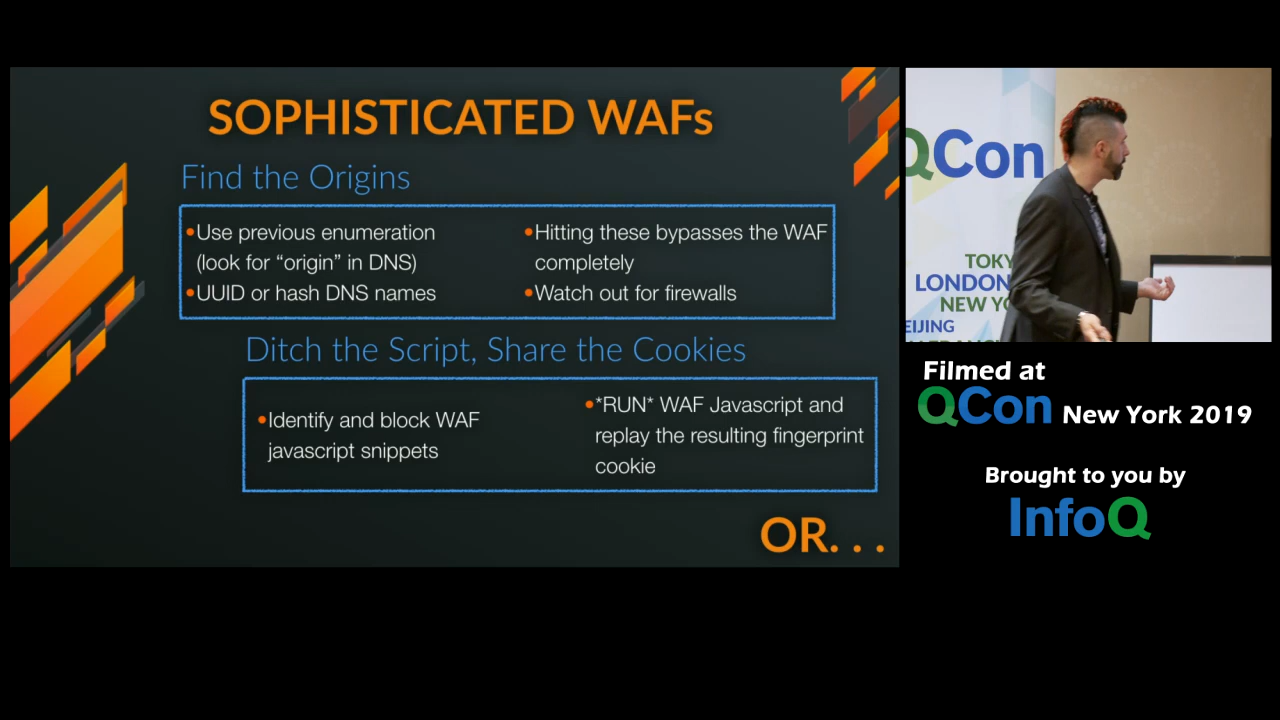 SOPHISTICATED WAFs
Find the Origins
•Use previous enumeration
(look for “origin” in DNS)
•UUID or hash DNS names
•Hitting these bypasses the WAF
completely
•Watch out for firewalls
Ditch the Script, Share the Cookies
•Identify and block WAF
javascript snippets
•*RUN* WAF Javascript and
replay the resulting fingerprint
cookie
OR. . .
QCon
TOKY
LONDON
NEW YO
EIJING
Filmed at
QCon New York 2019
Brought to you by
InfoQ